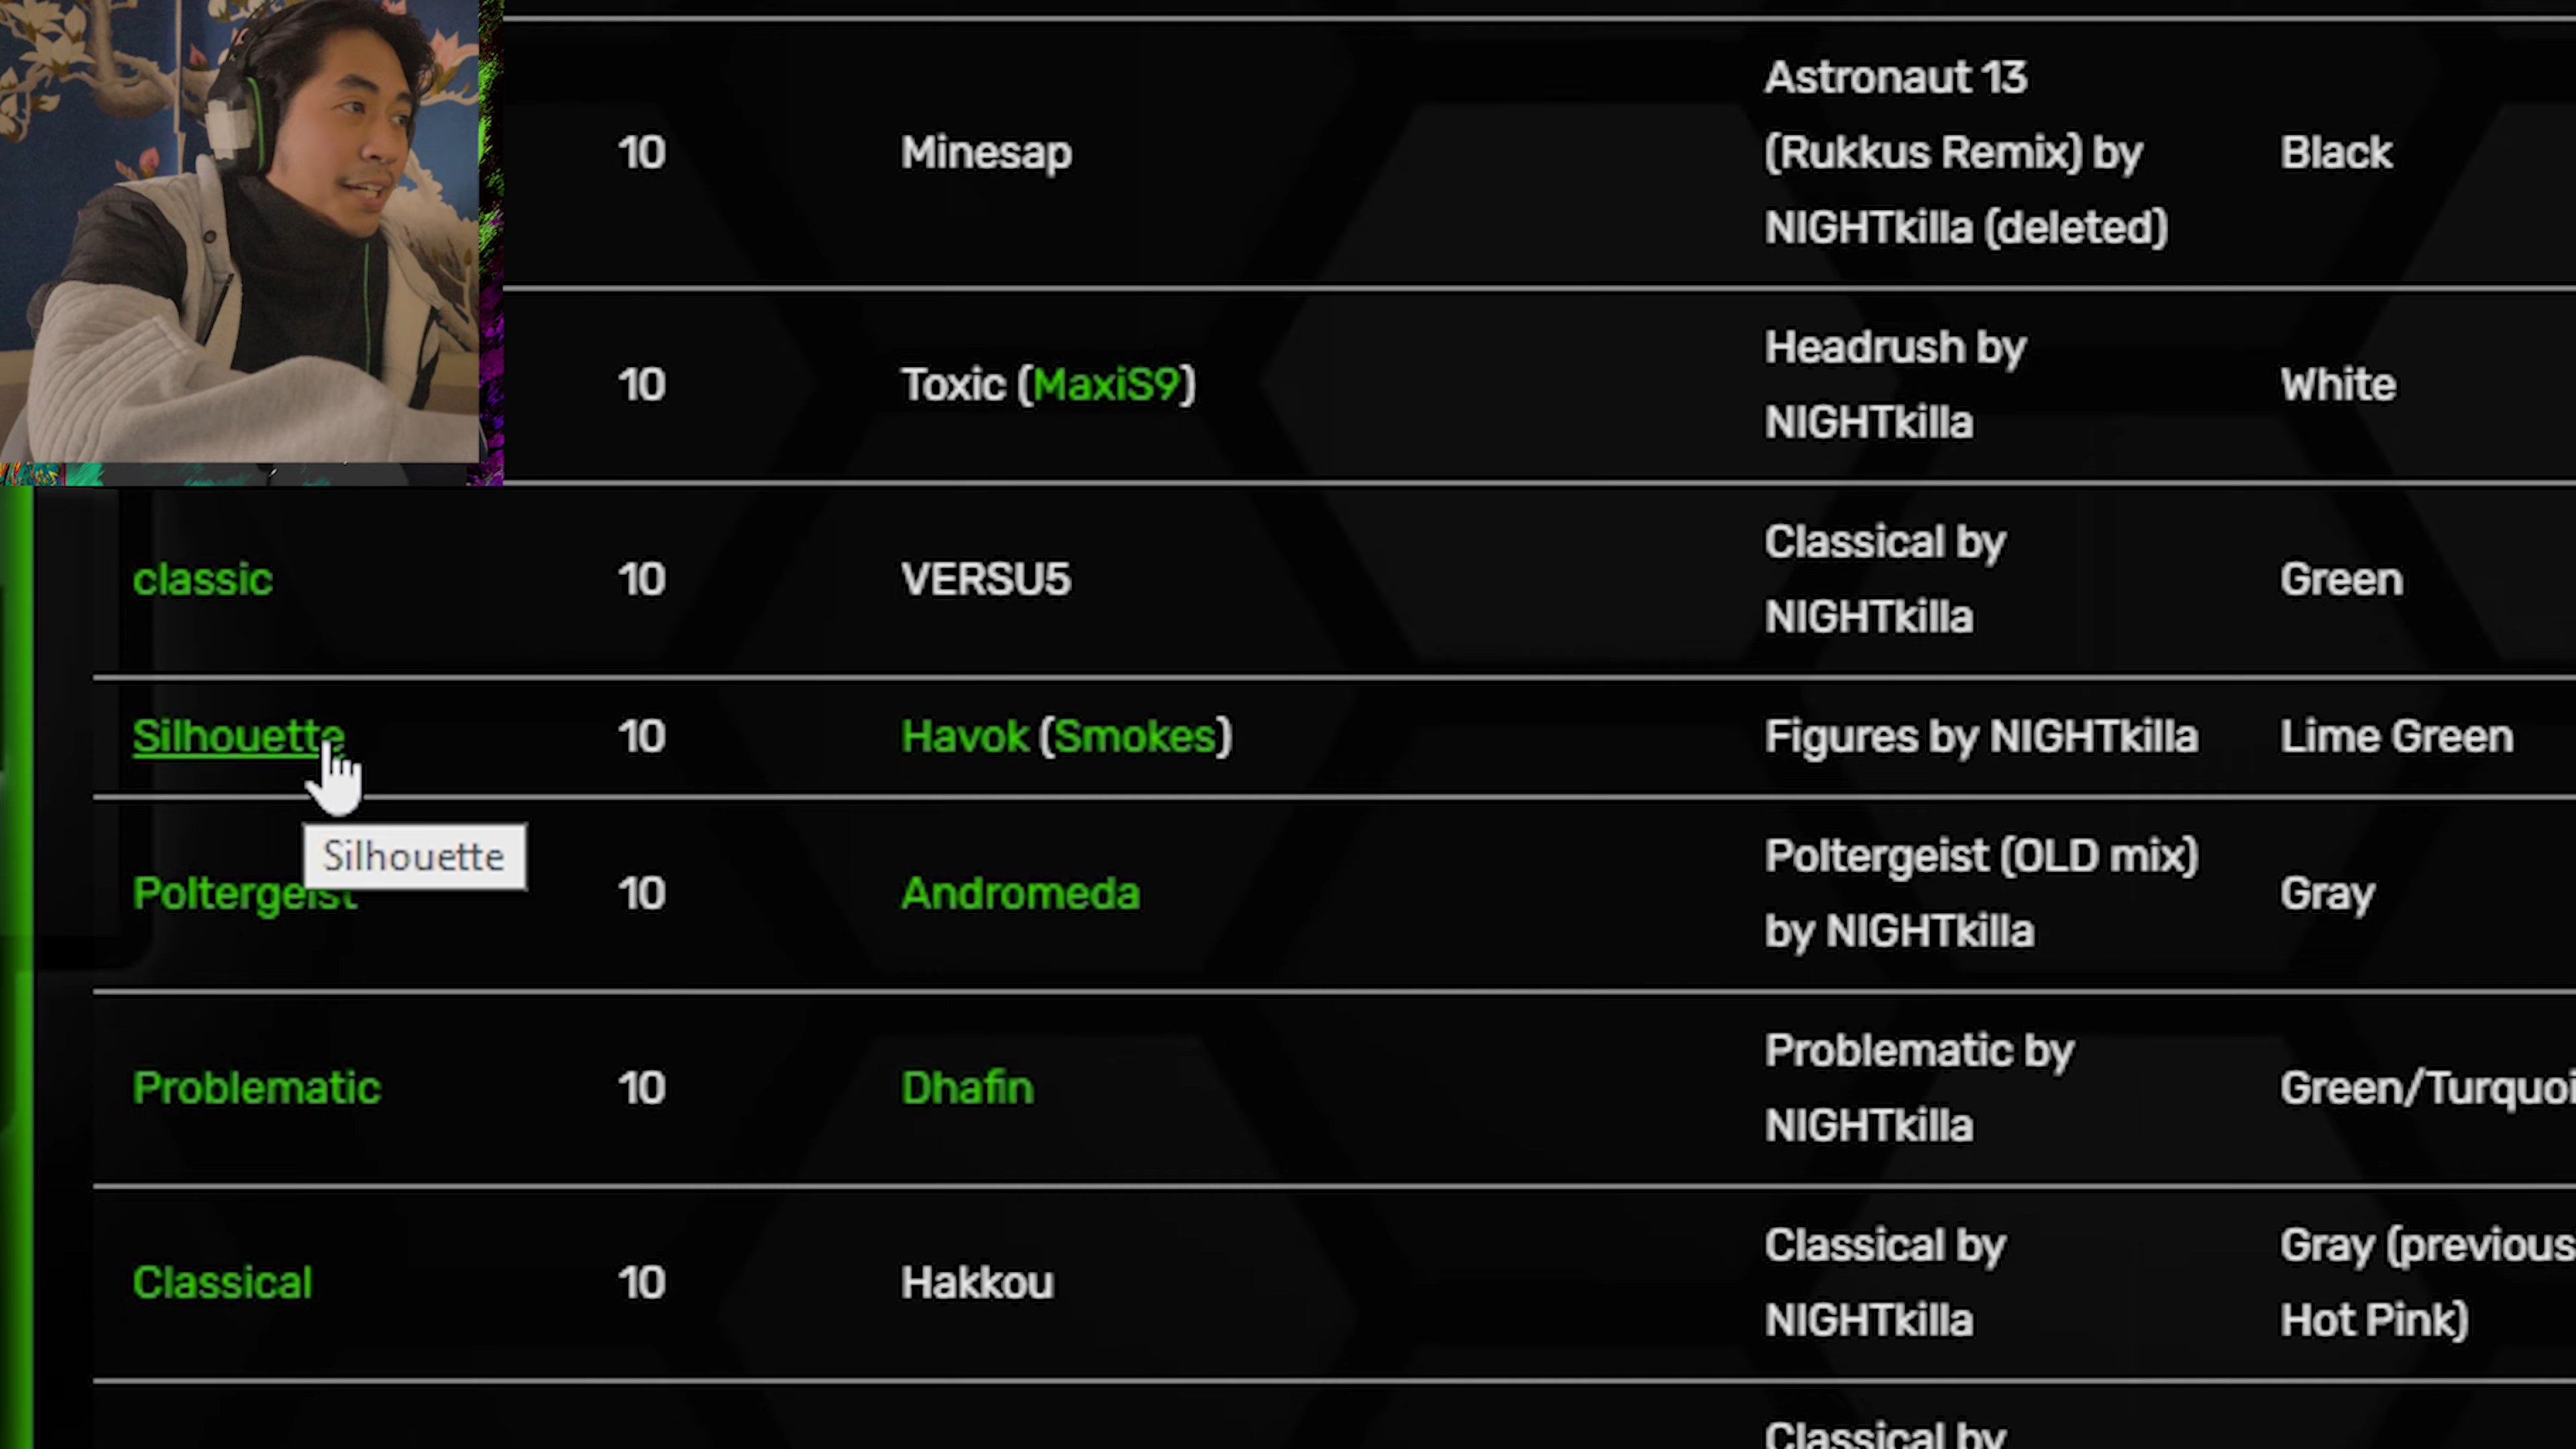 Astronaut 13
10 Minesap (Rukkus Remix) by Black
NIGHTkilla (deleted)
Headrush by
10 Toxic (MaxiS9) White
NIGHTkilla
Classical by
classic 10 VERSU5 Green
NIGHTkilla
Silhouette 10 Havok (Smokes) Figures by NIGHTkilla Lime Green
Silhouette
Poltergeist (OLD mix)
Poltergeist 10 Andromeda Gray
by NIGHTkilla
Problematic by
Problematic 10 Dhafin Green/Turquoi
NIGHTkilla
Classical by Gray (previous
Classical 10 Hakkou
NIGHTkilla Hot Pink)
Classical by